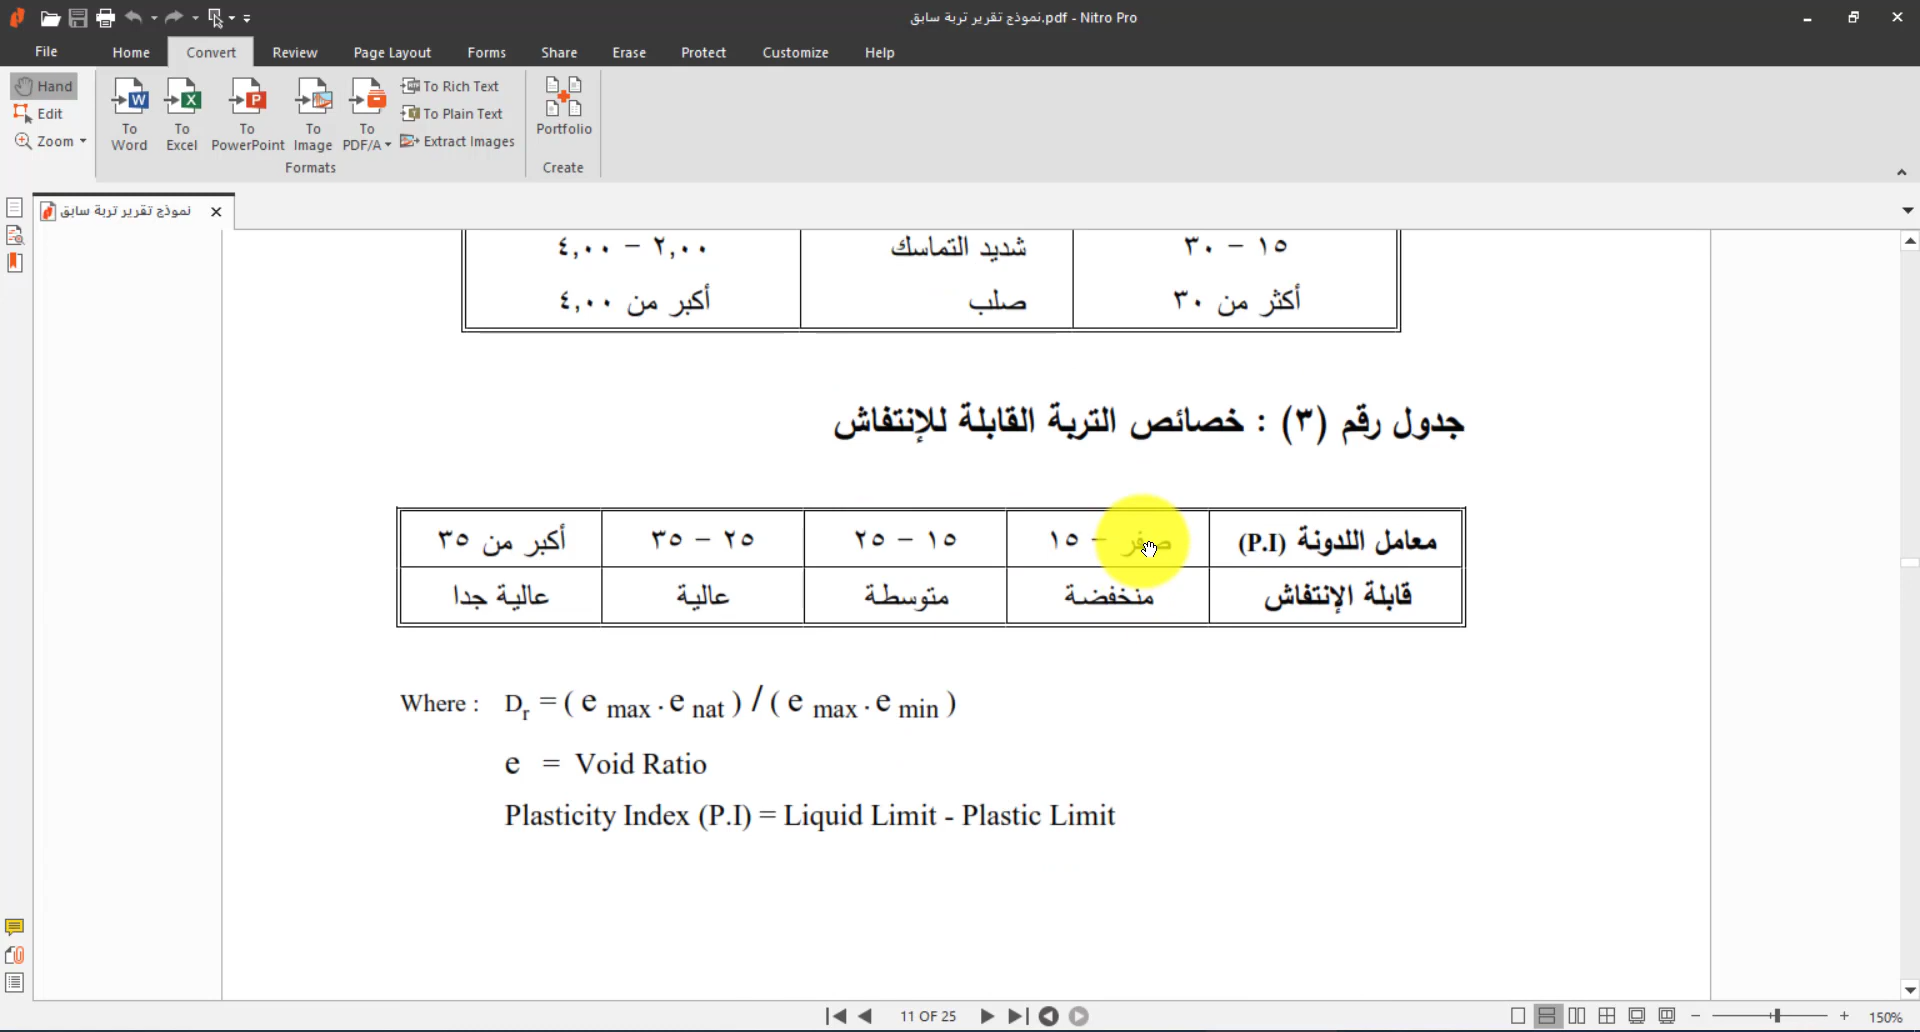 نموذج تقرير تربة سابق.pdf - Nitro Pro
File Home Convert Review Page Layout Forms Share Erase Protect Customize Help
Hand
Edit
Zoom
To Word
To Excel
To PowerPoint
To Image
To PDF/A
To Rich Text
To Plain Text
Extract Images
Portfolio
Formats
Create
نموذج تقرير تربة سابق
١٥ – ٣٠ شديد التماسك ٢,٠٠ – ٤,٠٠
أكثر من ٣٠ صلب أكبر من ٤,٠٠
جدول رقم (٣) : خصائص التربة القابلة للإنتفاش
معامل اللدونة (P.I) صفر – ١٥ ١٥ – ٢٥ ٢٥ – ٣٥ أكبر من ٣٥
قابلة الإنتفاش منخفضة متوسطة عالية عالية جدا
Where : Dr = ( e max . e nat ) / ( e max . e min )
e = Void Ratio
Plasticity Index (P.I) = Liquid Limit - Plastic Limit
11 OF 25
150%